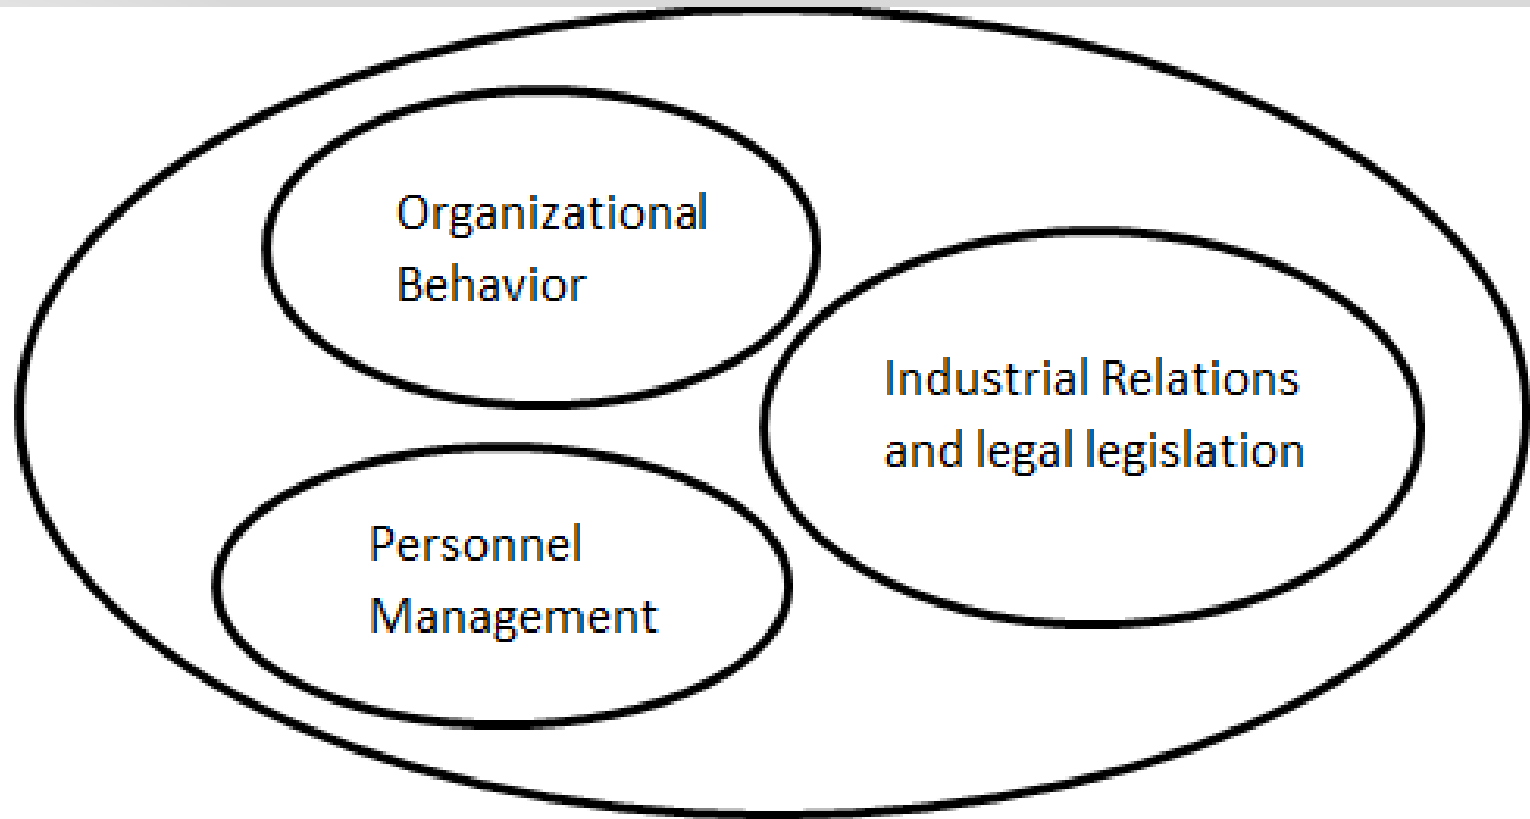 Organizational
Behavior
Industrial Relations
and legal legislation
Personnel
Management